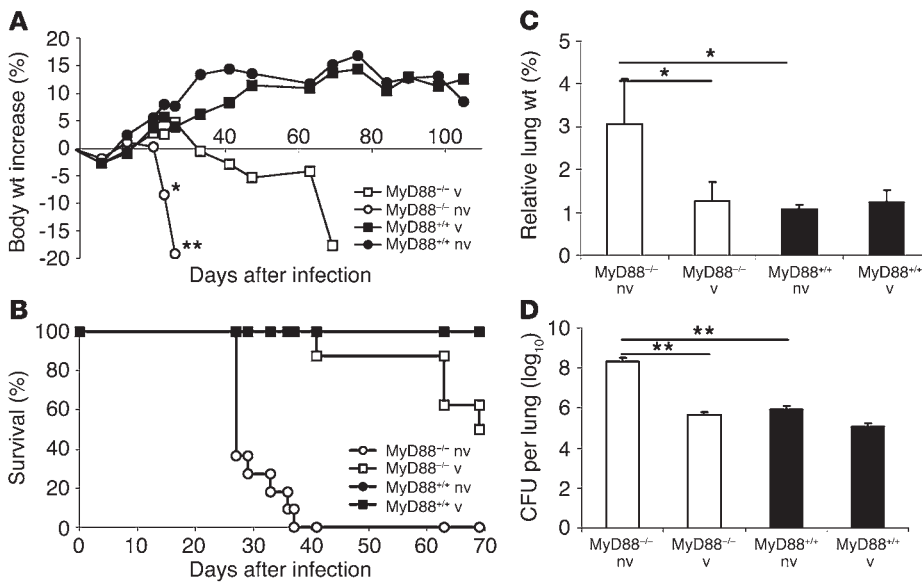 A
Body wt increase (%)
20
15
10
5
0
-5
-10
-15
-20
20
40
60
80
100
*
**
MyD88⁻/⁻ v
MyD88⁻/⁻ nv
MyD88⁺/⁺ v
MyD88⁺/⁺ nv
Days after infection
B
Survival (%)
100
80
60
40
20
0
0
10
20
30
40
50
60
70
MyD88⁻/⁻ nv
MyD88⁻/⁻ v
MyD88⁺/⁺ nv
MyD88⁺/⁺ v
Days after infection
C
Relative lung wt (%)
5
4
3
2
1
0
*
*
MyD88⁻/⁻ nv
MyD88⁻/⁻ v
MyD88⁺/⁺ nv
MyD88⁺/⁺ v
D
CFU per lung (log₁₀)
10
8
6
4
2
0
**
**
MyD88⁻/⁻ nv
MyD88⁻/⁻ v
MyD88⁺/⁺ nv
MyD88⁺/⁺ v